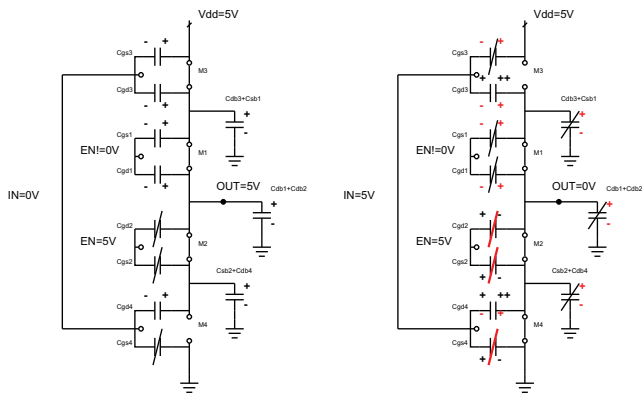 Vdd=5V
- +
Cgs3
M3
Cgd3
- +
Cdb3+Csb1
+
-
- +
Cgs1
EN!=0V
M1
Cgd1
- +
IN=0V
OUT=5V
Cdb1+Cdb2
+
-
Cgd2
EN=5V
M2
Cgs2
Csb2+Cdb4
+
-
- +
Cgd4
M4
Cgs4
Vdd=5V
- +
Cgs3
M3
+ ++
Cgd3
- +
Cdb3+Csb1
+
-
- +
Cgs1
EN!=0V
M1
Cgd1
- +
IN=5V
OUT=0V
Cdb1+Cdb2
+
-
+ -
Cgd2
EN=5V
M2
Cgs2
+ -
Csb2+Cdb4
+
-
+ ++
Cgd4
- +
M4
Cgs4
+ -